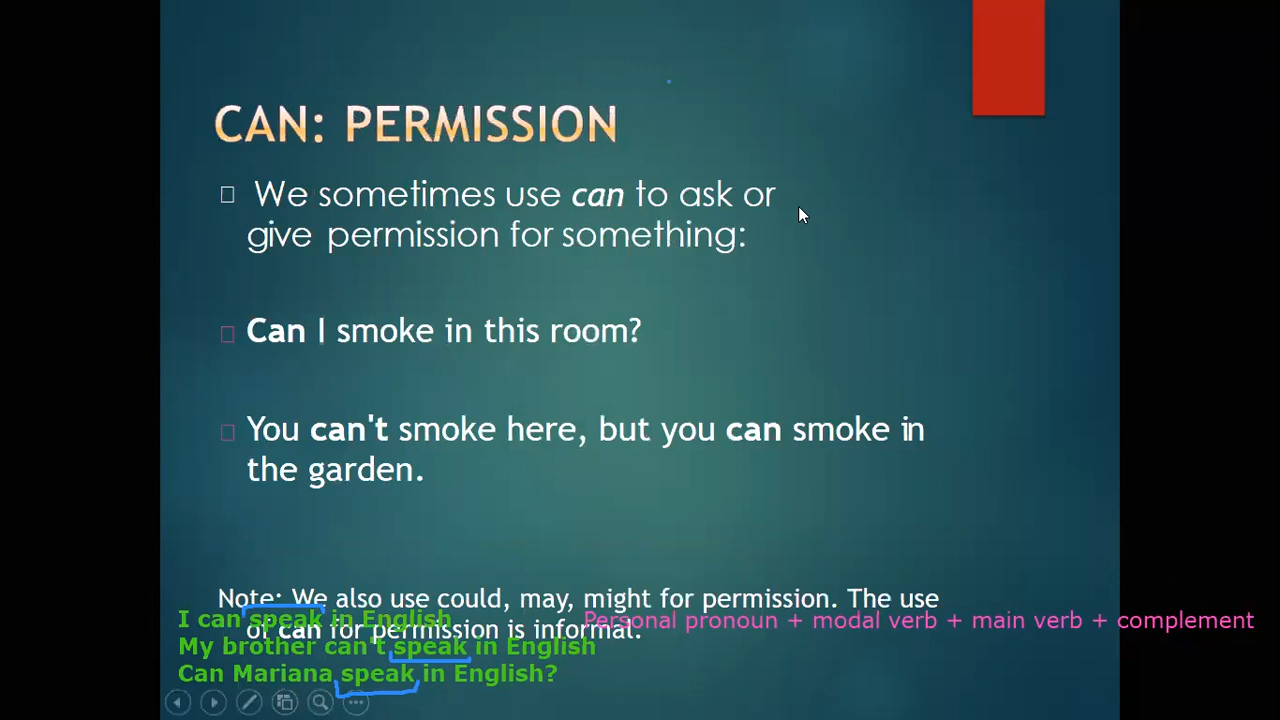 CAN: PERMISSION
We sometimes use can to ask or
give permission for something:
Can I smoke in this room?
You can't smoke here, but you can smoke in
the garden.
Note: We also use could, may, might for permission. The use
of can for permission is informal.
I can speak in English
Personal pronoun + modal verb + main verb + complement
My brother can't speak in English
Can Mariana speak in English?